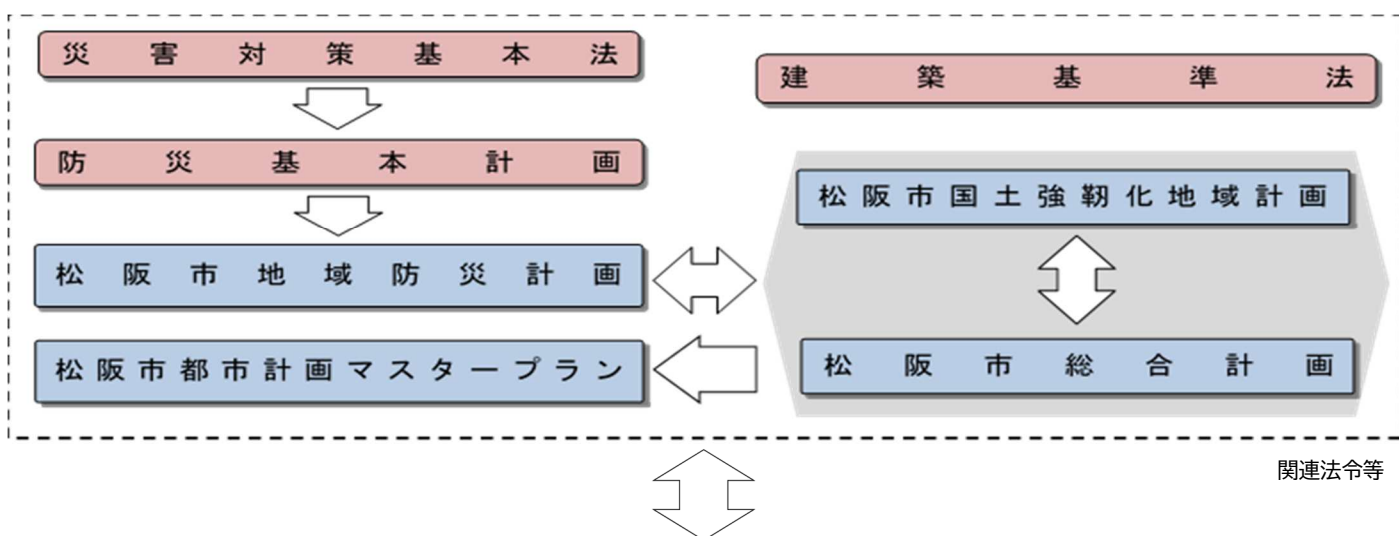 災害対策基本法
建築基準法
防災基本計画
松阪市国土強靭化地域計画
松阪市地域防災計画
松阪市都市計画マスタープラン
松阪市総合計画
関連法令等